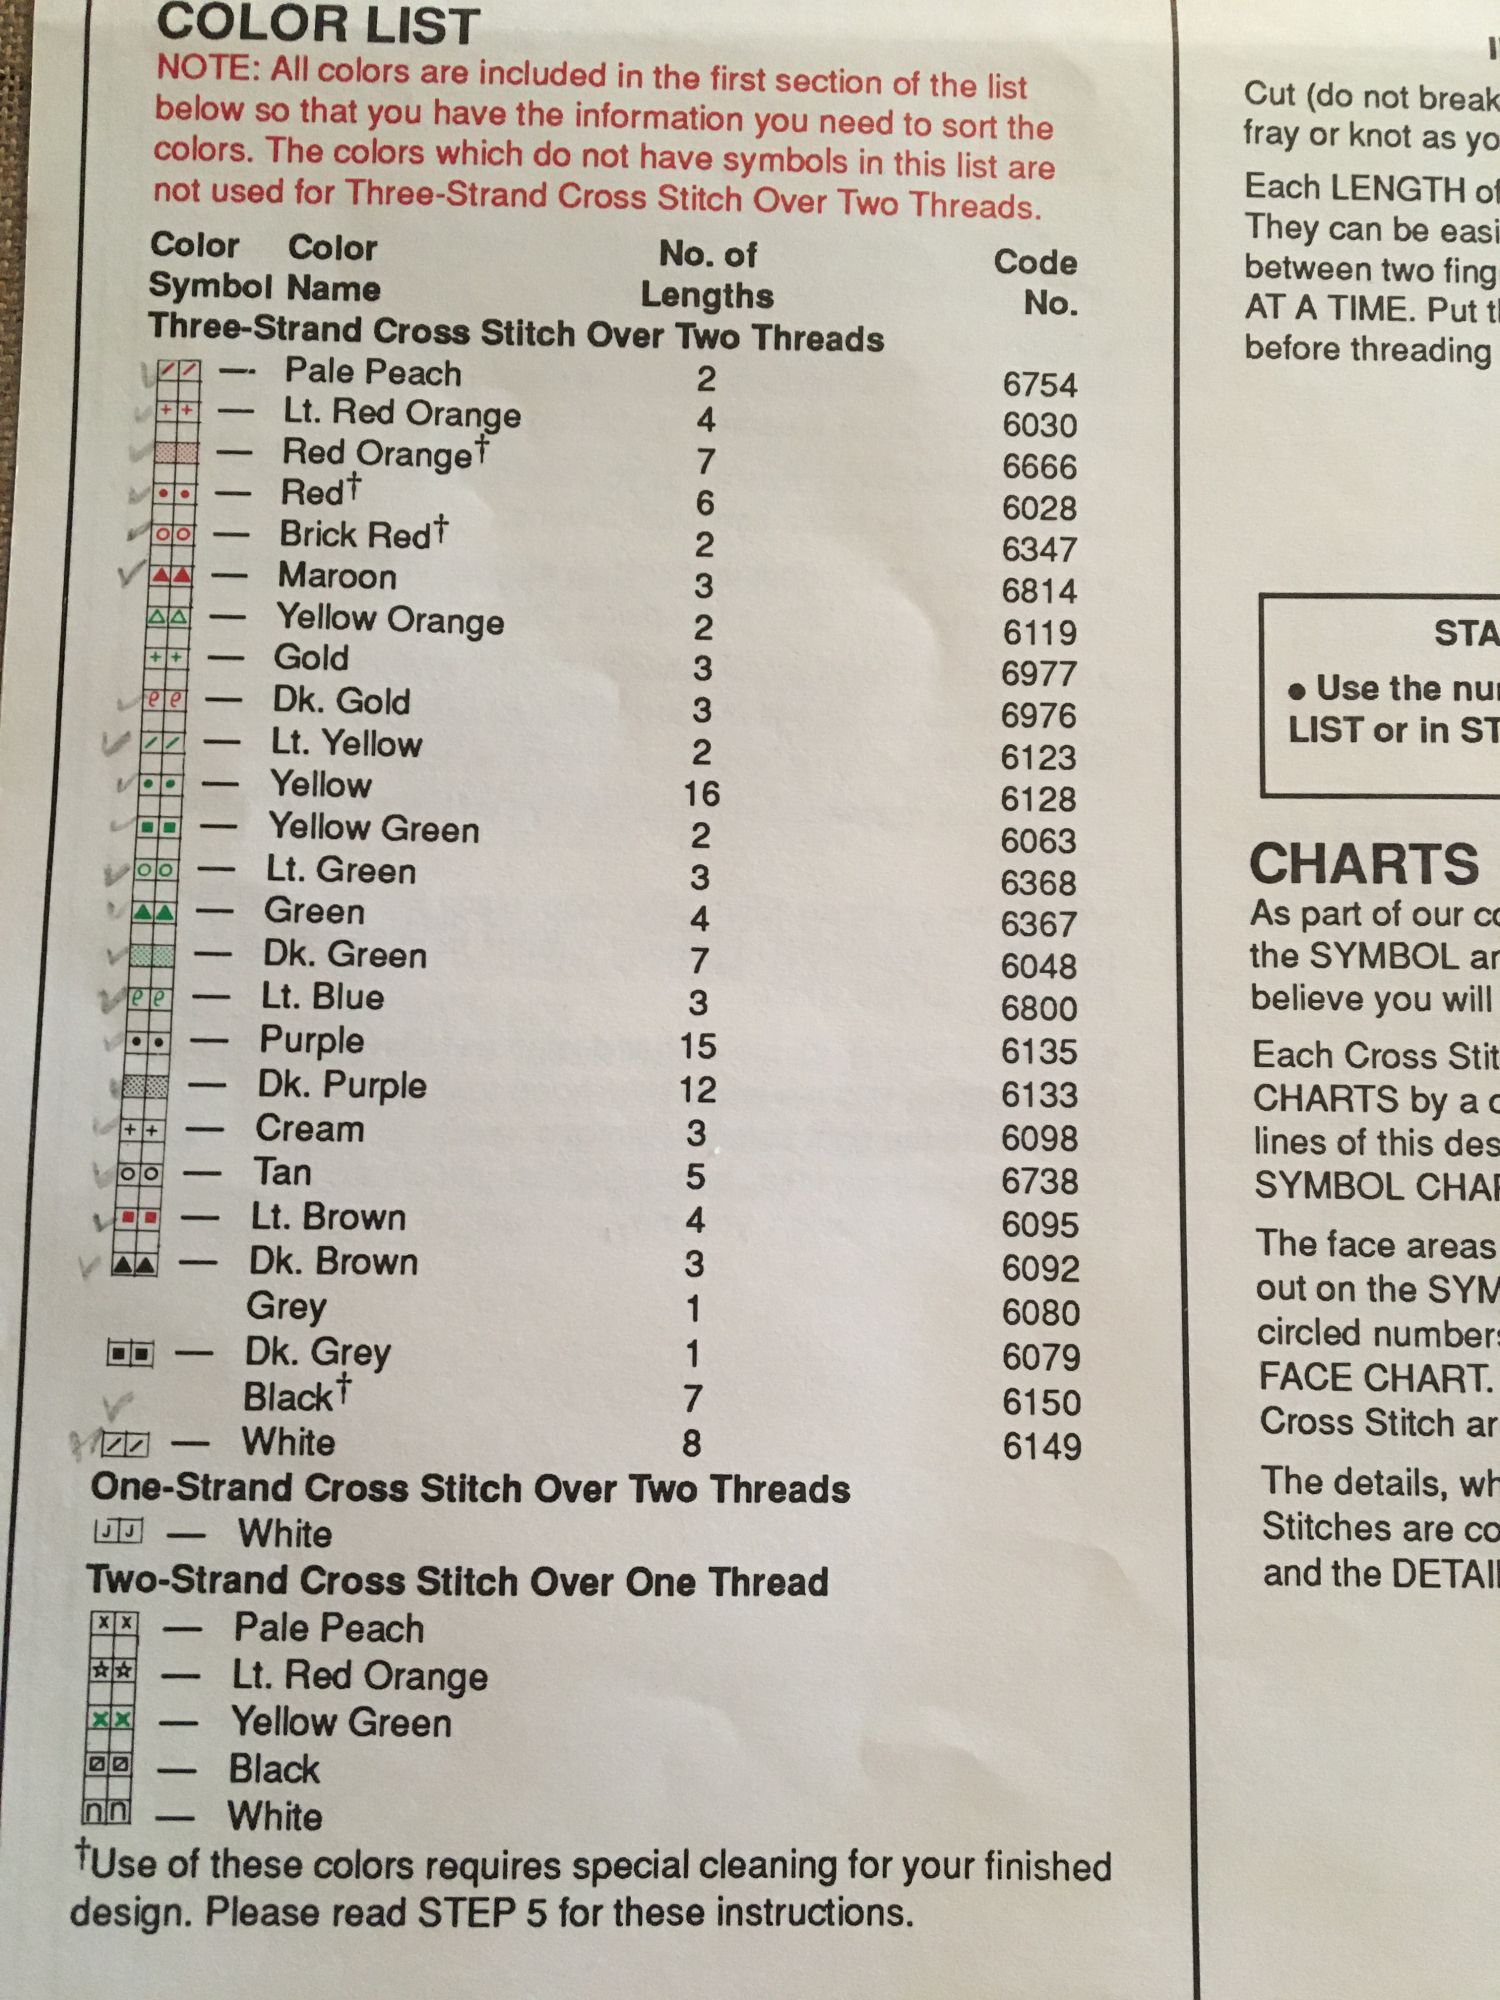 COLOR LIST
NOTE: All colors are included in the first section of the list
below so that you have the information you need to sort the
colors. The colors which do not have symbols in this list are
not used for Three-Strand Cross Stitch Over Two Threads.
Color Color No. of Code
Symbol Name Lengths No.
Three-Strand Cross Stitch Over Two Threads
— Pale Peach 2 6754
++ — Lt. Red Orange 4 6030
— Red Orange† 7 6666
— Red† 6 6028
— Brick Red† 2 6347
▲▲ — Maroon 3 6814
△△ — Yellow Orange 2 6119
++ — Gold 3 6977
ee — Dk. Gold 3 6976
// — Lt. Yellow 2 6123
•• — Yellow 16 6128
■■ — Yellow Green 2 6063
○○ — Lt. Green 3 6368
▲▲ — Green 4 6367
— Dk. Green 7 6048
ee — Lt. Blue 3 6800
•• — Purple 15 6135
— Dk. Purple 12 6133
++ — Cream 3 6098
○○ — Tan 5 6738
■■ — Lt. Brown 4 6095
▲▲ — Dk. Brown 3 6092
Grey 1 6080
■■ — Dk. Grey 1 6079
Black† 7 6150
// — White 8 6149
One-Strand Cross Stitch Over Two Threads
JJ — White
Two-Strand Cross Stitch Over One Thread
xx — Pale Peach
☆☆ — Lt. Red Orange
xx — Yellow Green
— Black
∩∩ — White
†Use of these colors requires special cleaning for your finished
design. Please read STEP 5 for these instructions.
Cut (do not break
fray or knot as yo
Each LENGTH of
They can be easi
between two fing
AT A TIME. Put t
before threading
STA
• Use the nu
LIST or in ST
CHARTS
As part of our co
the SYMBOL an
believe you will
Each Cross Stit
CHARTS by a c
lines of this des
SYMBOL CHAR
The face areas
out on the SYM
circled numbers
FACE CHART.
Cross Stitch ar
The details, wh
Stitches are co
and the DETAIL